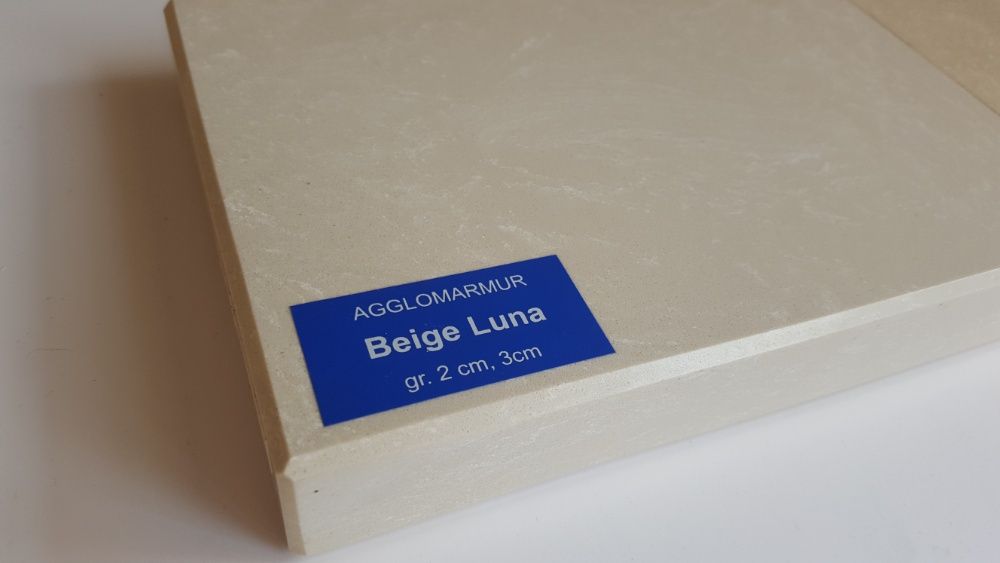 AGGLOMARMUR
Beige Luna
gr. 2 cm, 3cm